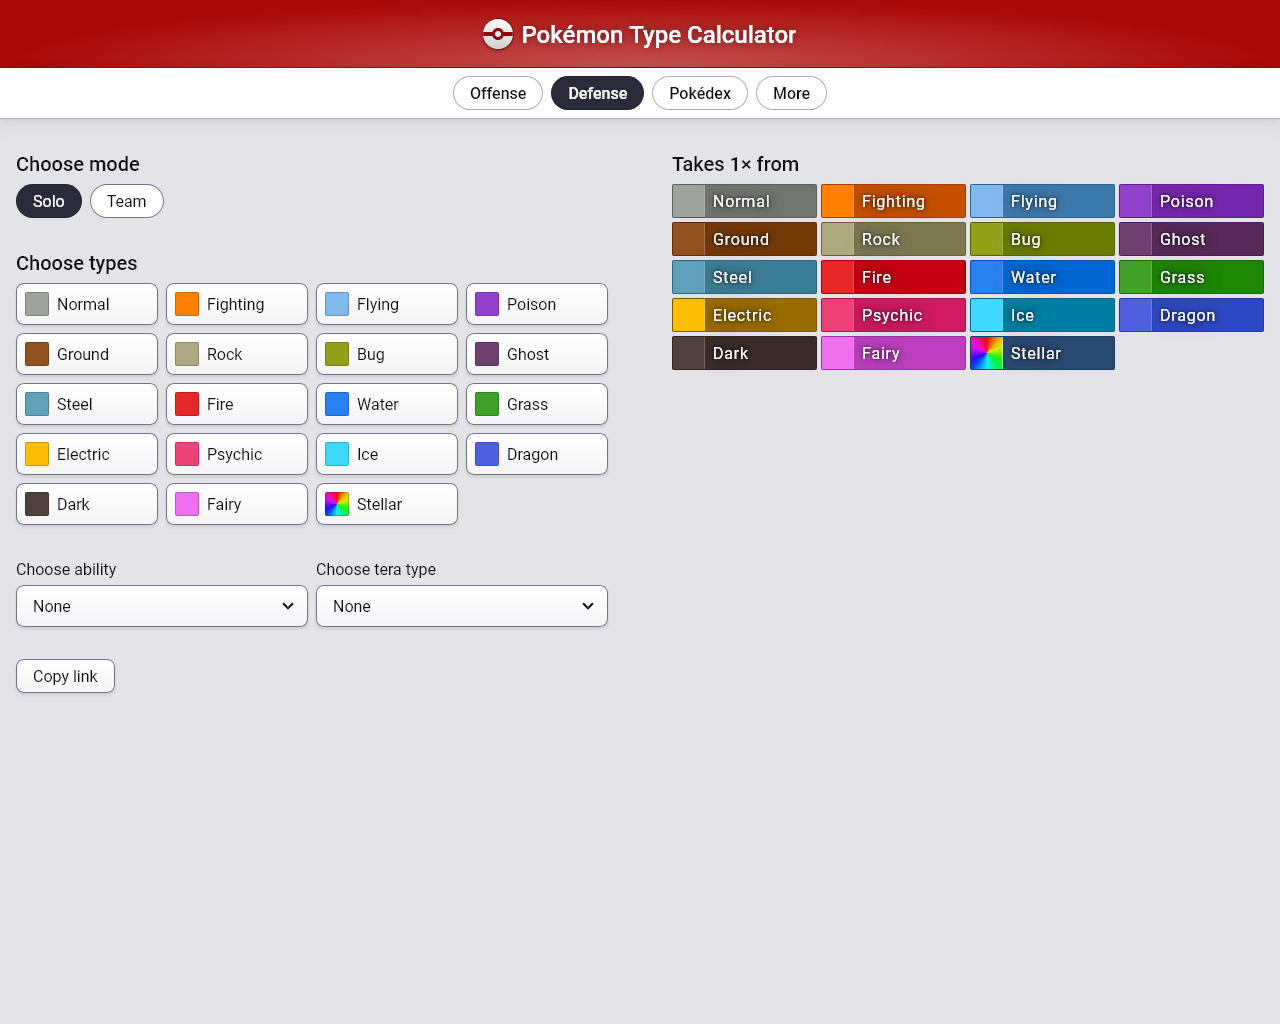 Pokémon Type Calculator
Offense Defense Pokédex More
Choose mode
Solo Team
Choose types
Normal Fighting Flying Poison
Ground Rock Bug Ghost
Steel Fire Water Grass
Electric Psychic Ice Dragon
Dark Fairy Stellar
Choose ability Choose tera type
None None
Copy link
Takes 1× from
Normal Fighting Flying Poison
Ground Rock Bug Ghost
Steel Fire Water Grass
Electric Psychic Ice Dragon
Dark Fairy Stellar